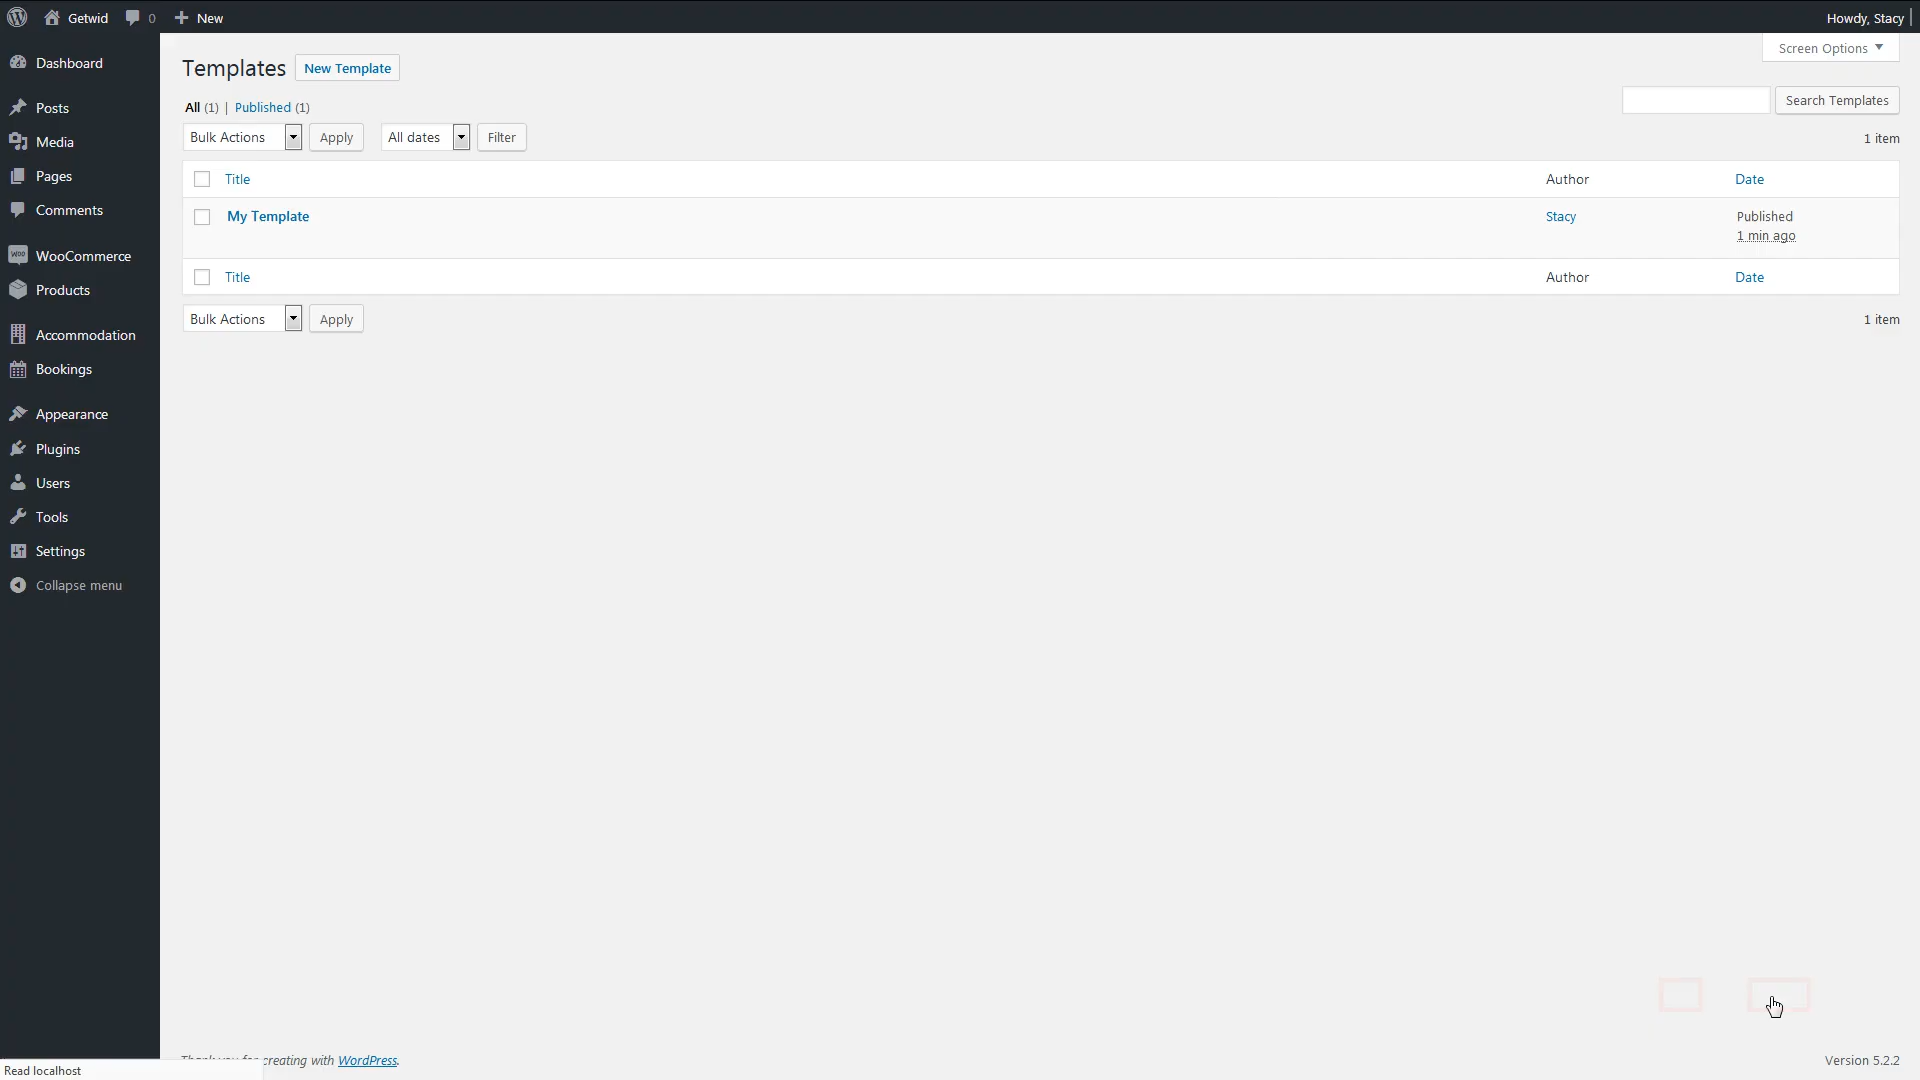 Getwid 0 New Howdy, Stacy
Screen Options
Dashboard
Posts
Media
Pages
Comments
WooCommerce
Products
Accommodation
Bookings
Appearance
Plugins
Users
Tools
Settings
Collapse menu
Templates New Template
All (1) | Published (1)
Search Templates
Bulk Actions Apply All dates Filter 1 item
Title Author Date
My Template Stacy Published
1 min ago
Title Author Date
Bulk Actions Apply 1 item
Thank you for creating with WordPress. Version 5.2.2
Read localhost